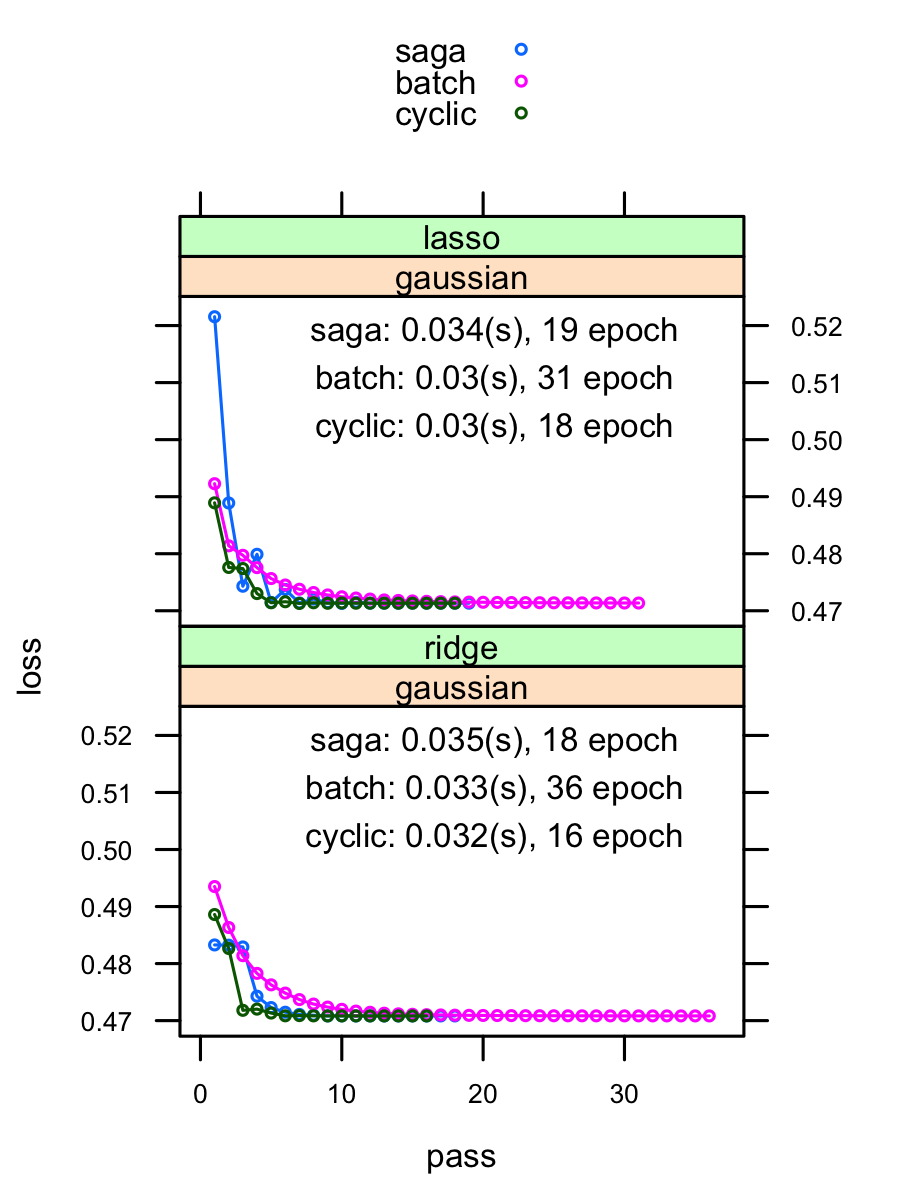 saga
batch
cyclic
lasso
gaussian
saga: 0.034(s), 19 epoch
batch: 0.03(s), 31 epoch
cyclic: 0.03(s), 18 epoch
0.52
0.51
0.50
0.49
0.48
0.47
loss
ridge
gaussian
saga: 0.035(s), 18 epoch
batch: 0.033(s), 36 epoch
cyclic: 0.032(s), 16 epoch
0.52
0.51
0.50
0.49
0.48
0.47
0 10 20 30
pass